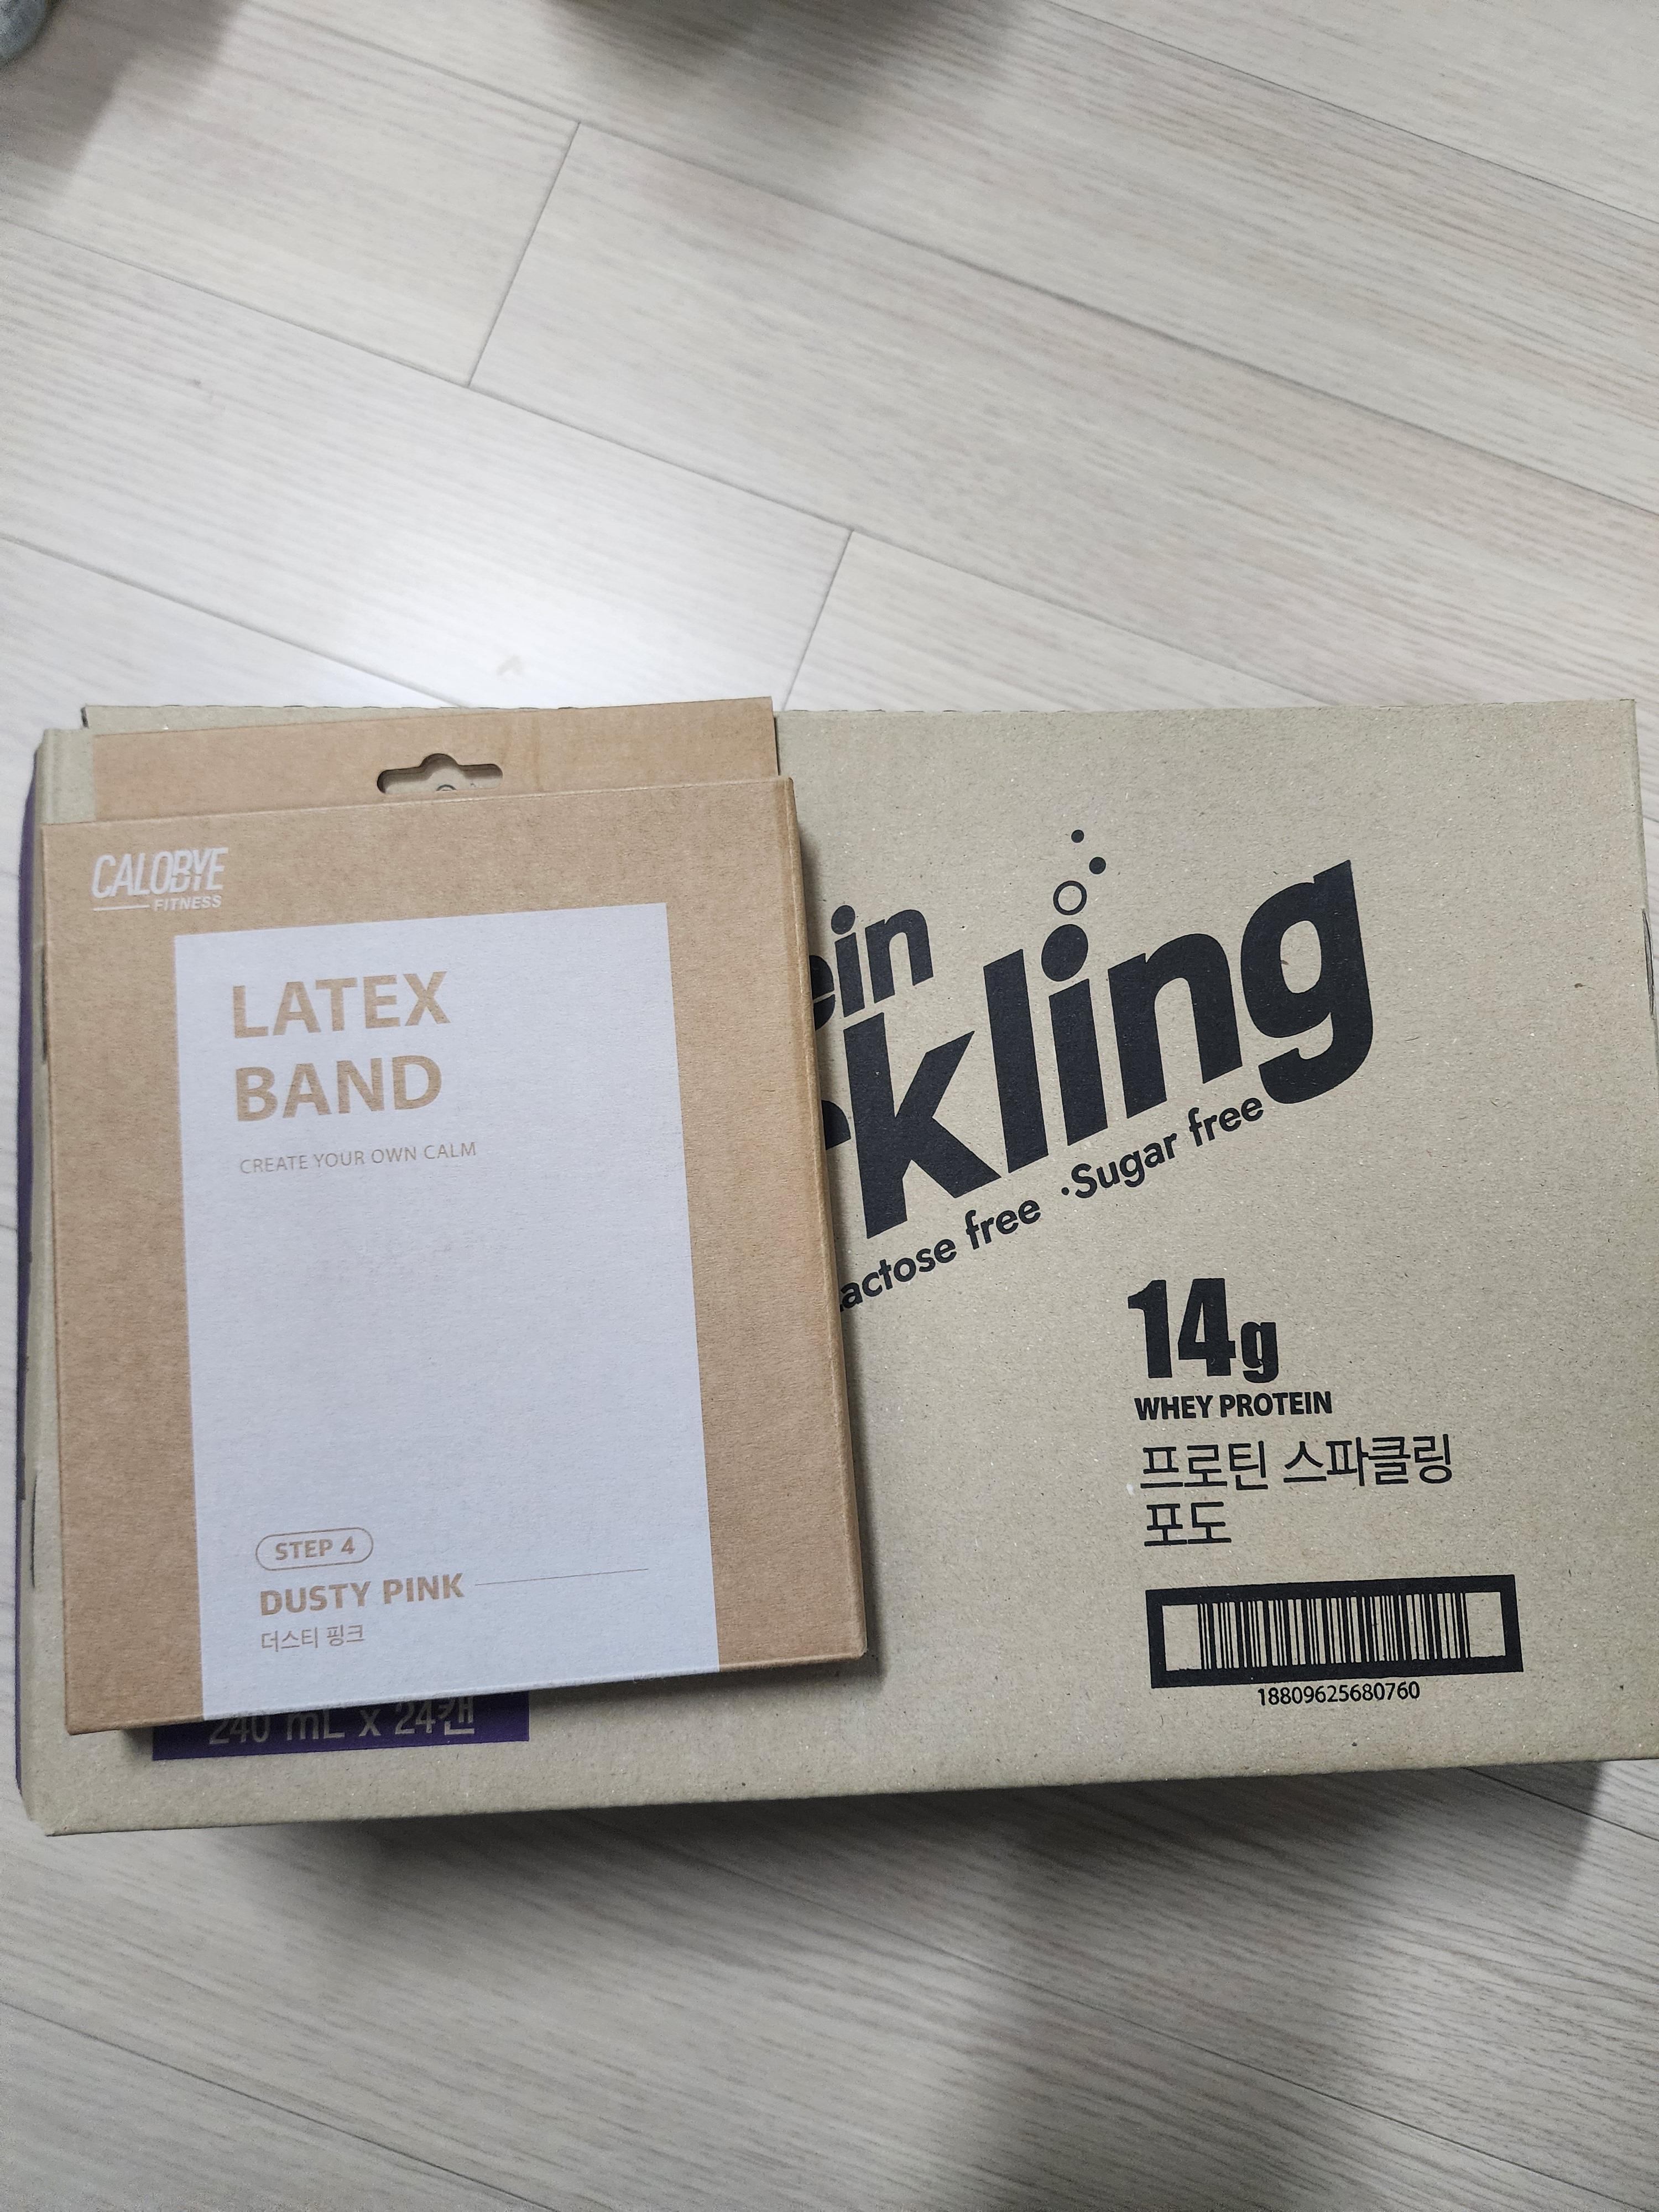 CALOBYE
FITNESS
LATEX
BAND
CREATE YOUR OWN CALM
STEP 4
DUSTY PINK
더스티 핑크
ein
kling
actose free ·Sugar free
14g
WHEY PROTEIN
프로틴 스파클링
포도
18809625680760
240 mL x 24캔